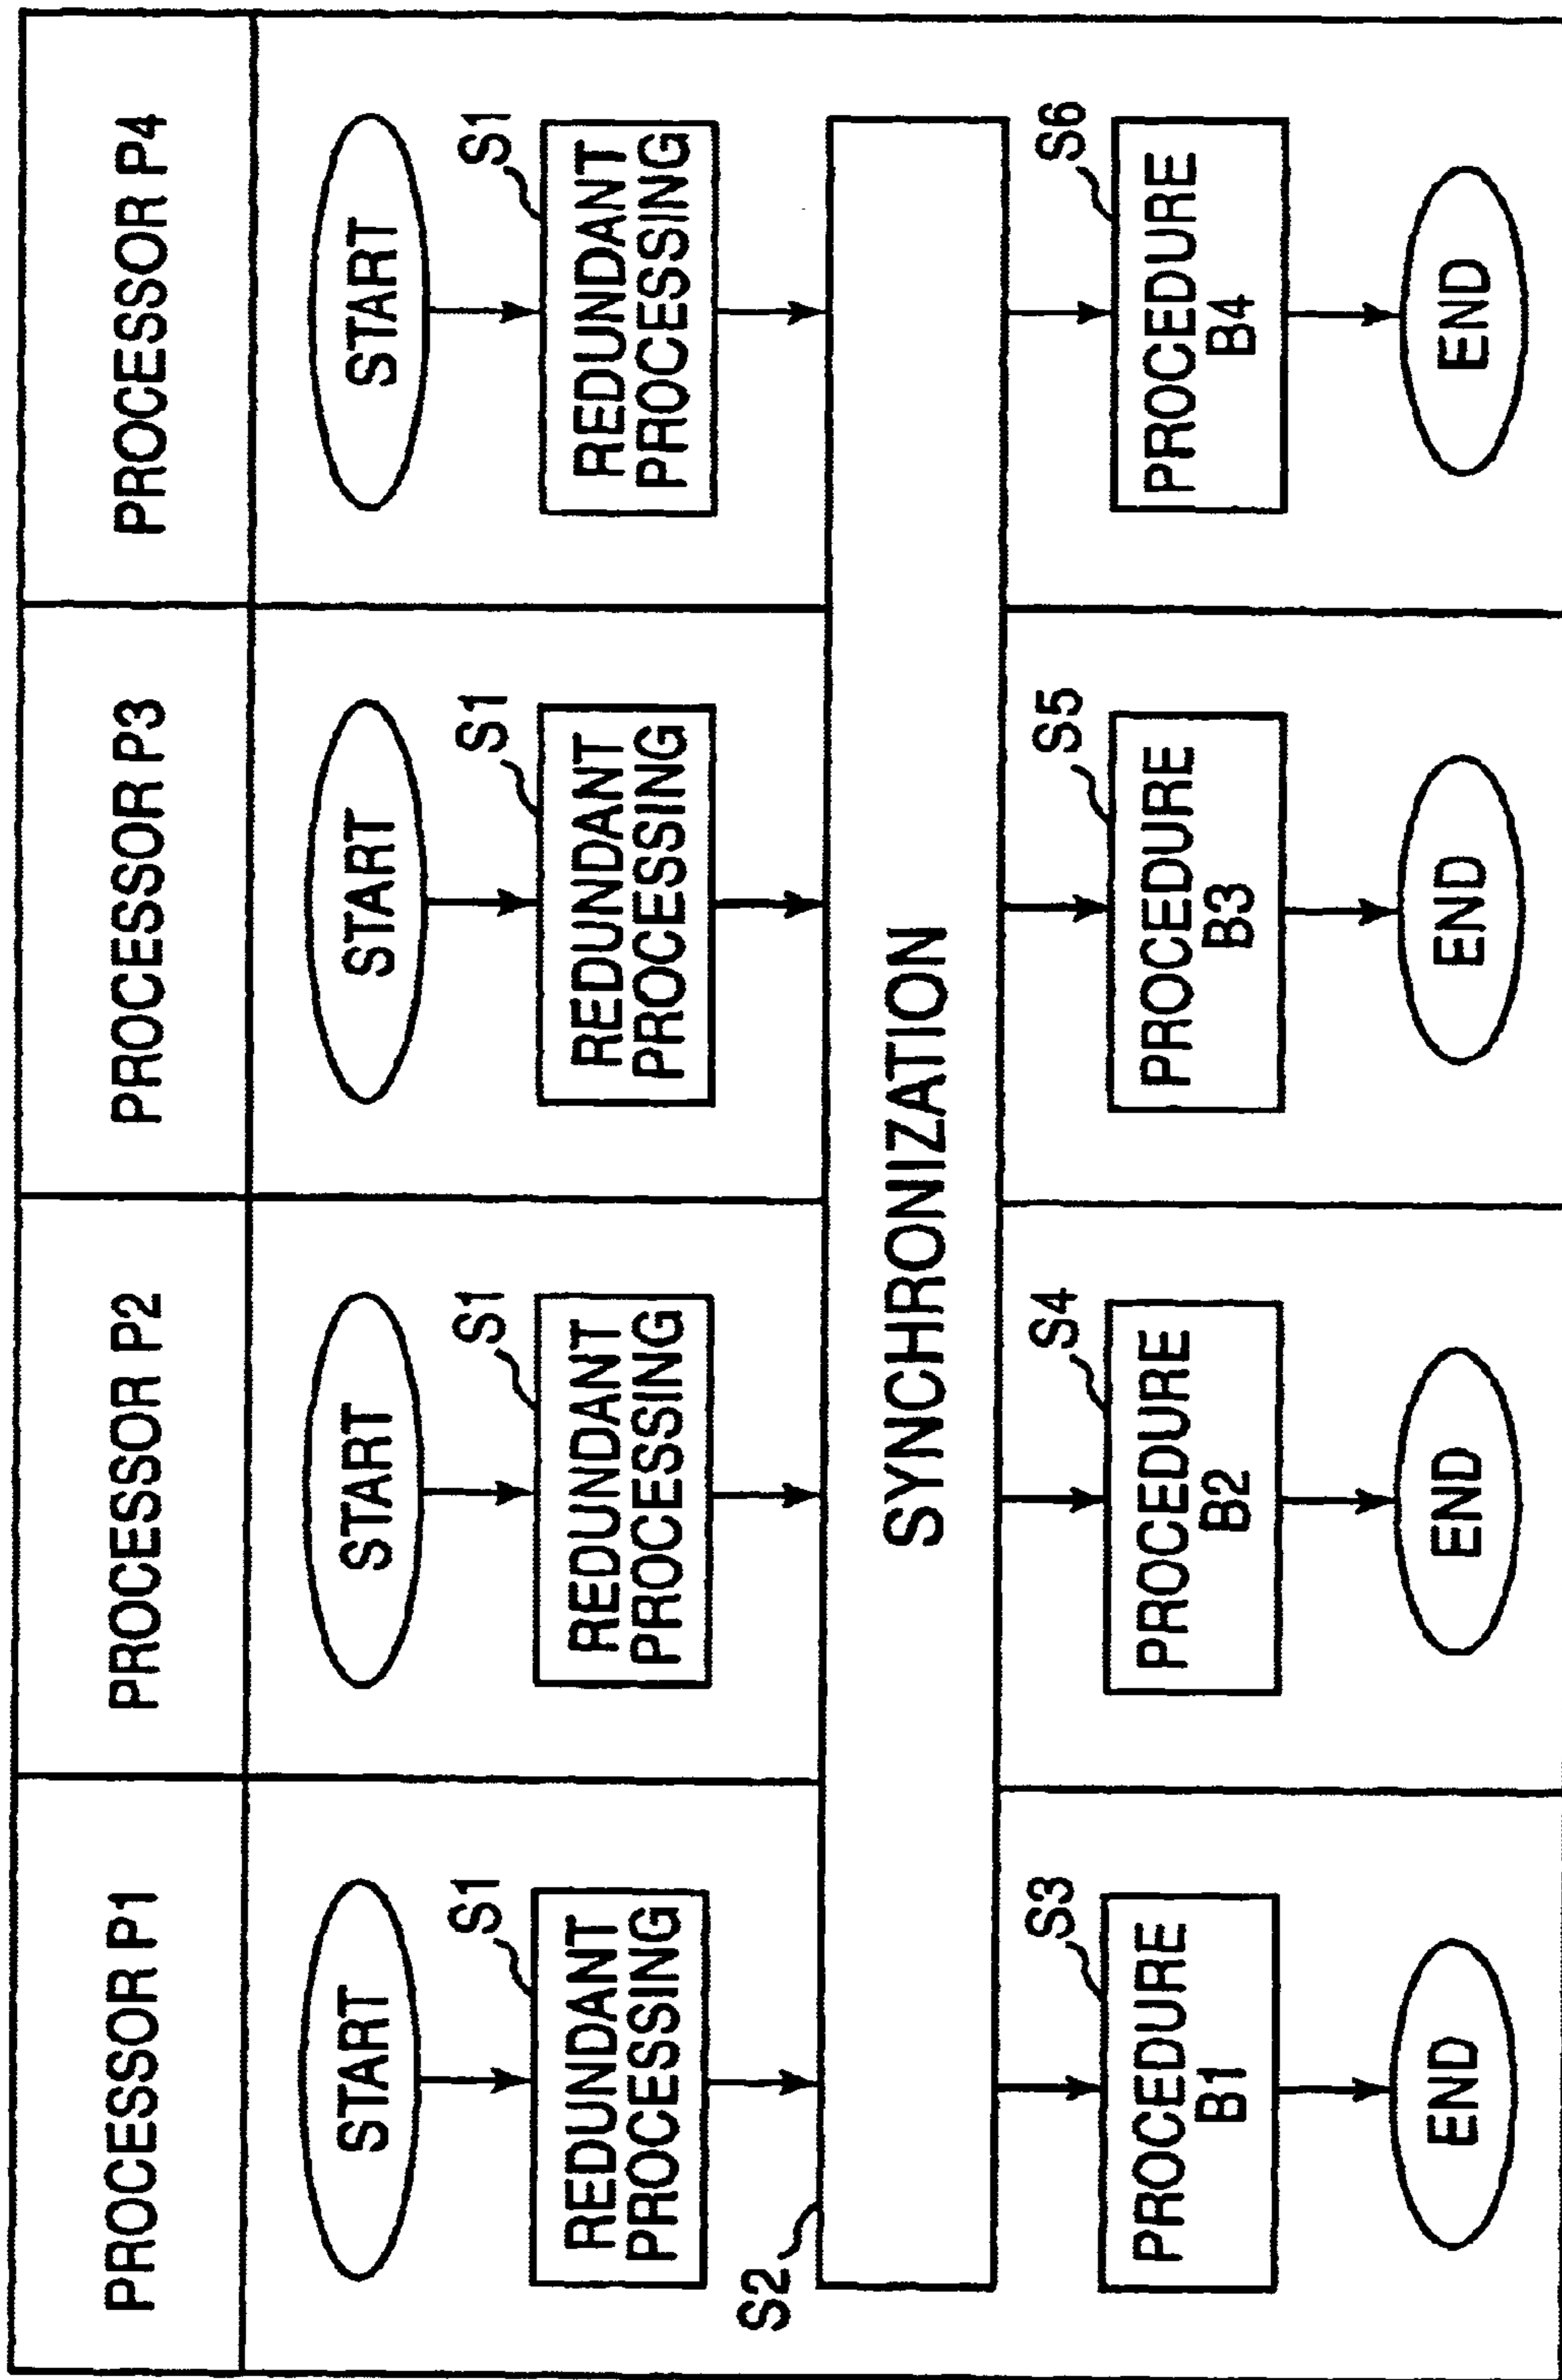 PROCESSOR P1
PROCESSOR P2
PROCESSOR P3
PROCESSOR P4
START
START
START
START
S1
S1
S1
S1
REDUNDANT
PROCESSING
REDUNDANT
PROCESSING
REDUNDANT
PROCESSING
REDUNDANT
PROCESSING
S2
SYNCHRONIZATION
S3
S4
S5
S6
PROCEDURE
B1
PROCEDURE
B2
PROCEDURE
B3
PROCEDURE
B4
END
END
END
END